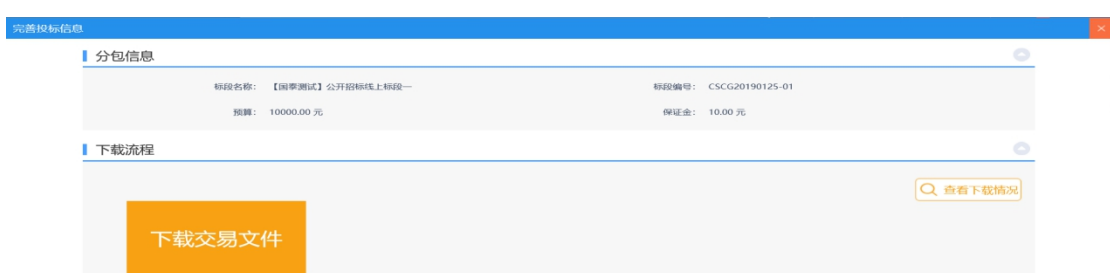 完善投标信息
分包信息
标段名称： 【国泰测试】公开招标线上标段一 标段编号： CSCG20190125-01
预算： 10000.00 元 保证金： 10.00 元
下载流程
查看下载情况
下载交易文件